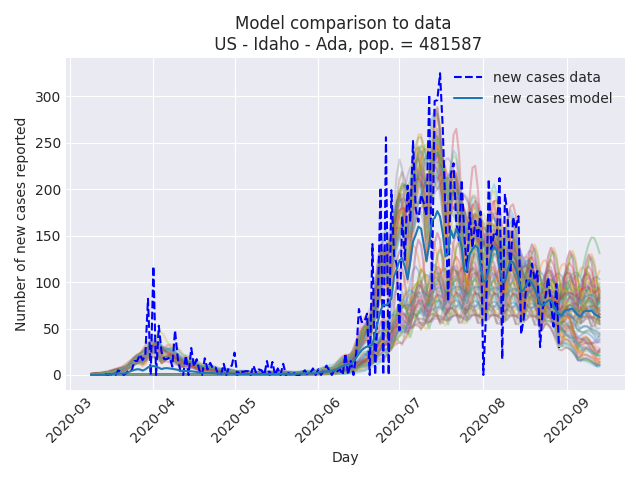 Model comparison to data
US - Idaho - Ada, pop. = 481587
new cases data
new cases model
Number of new cases reported
300
250
200
150
100
50
0
2020-03
2020-04
2020-05
2020-06
2020-07
2020-08
2020-09
Day